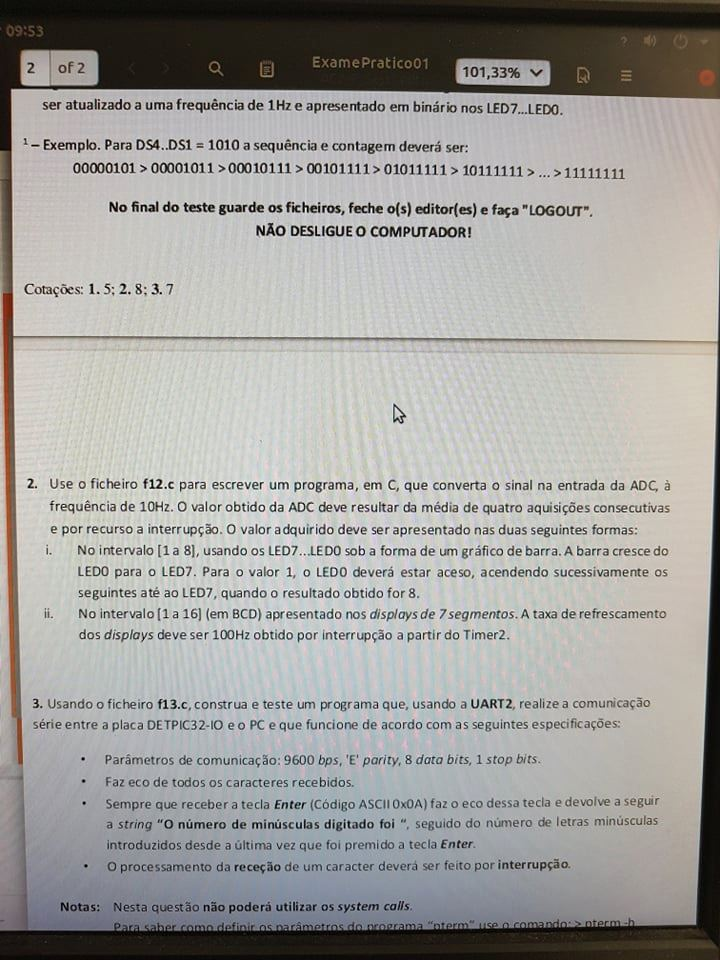 09:53
2 of 2
ExamePratico01
101,33%
?
ser atualizado a uma frequência de 1Hz e apresentado em binário nos LED7...LED0.
1 – Exemplo. Para DS4..DS1 = 1010 a sequência e contagem deverá ser:
00000101 > 00001011 >00010111 > 00101111 > 01011111 > 10111111 > ... > 11111111
No final do teste guarde os ficheiros, feche o(s) editor(es) e faça "LOGOUT".
NÃO DESLIGUE O COMPUTADOR!
Cotações: 1. 5; 2. 8; 3. 7
2. Use o ficheiro f12.c para escrever um programa, em C, que converta o sinal na entrada da ADC, à
frequência de 10Hz. O valor obtido da ADC deve resultar da média de quatro aquisições consecutivas
e por recurso a interrupção. O valor adquirido deve ser apresentado nas duas seguintes formas:
i. No intervalo [1 a 8], usando os LED7...LED0 sob a forma de um gráfico de barra. A barra cresce do
LED0 para o LED7. Para o valor 1, o LED0 deverá estar aceso, acendendo sucessivamente os
seguintes até ao LED7, quando o resultado obtido for 8.
ii. No intervalo [1 a 16] (em BCD) apresentado nos displays de 7 segmentos. A taxa de refrescamento
dos displays deve ser 100Hz obtido por interrupção a partir do Timer2.
3. Usando o ficheiro f13.c, construa e teste um programa que, usando a UART2, realize a comunicação
série entre a placa DETPIC32-IO e o PC e que funcione de acordo com as seguintes especificações:
• Parâmetros de comunicação: 9600 bps, 'E' parity, 8 data bits, 1 stop bits.
• Faz eco de todos os caracteres recebidos.
• Sempre que receber a tecla Enter (Código ASCII 0x0A) faz o eco dessa tecla e devolve a seguir
a string "O número de minúsculas digitado foi ", seguido do número de letras minúsculas
introduzidos desde a última vez que foi premido a tecla Enter.
• O processamento da receção de um caracter deverá ser feito por interrupção.
Notas: Nesta questão não poderá utilizar os system calls.
Para saber como definir os parâmetros do programa "pterm" use o comando: > pterm -h